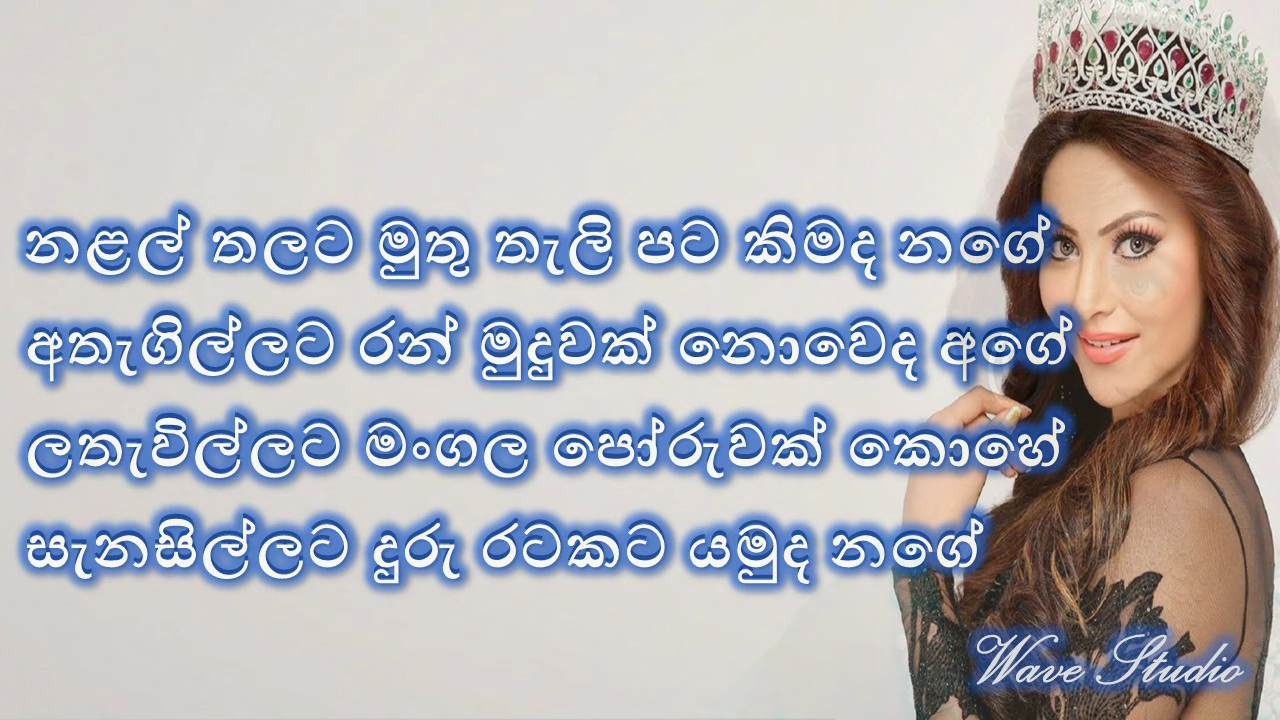 නළල් තලට මුතු තැලි පට කිමද නගේ
අතැගිල්ලට රන් මුදුවක් නොවෙද අගේ
ලතැවිල්ලට මංගල පෝරුවක් කොහේ
සැනසිල්ලට දුරු රටකට යමුද නගේ
Wave Studio